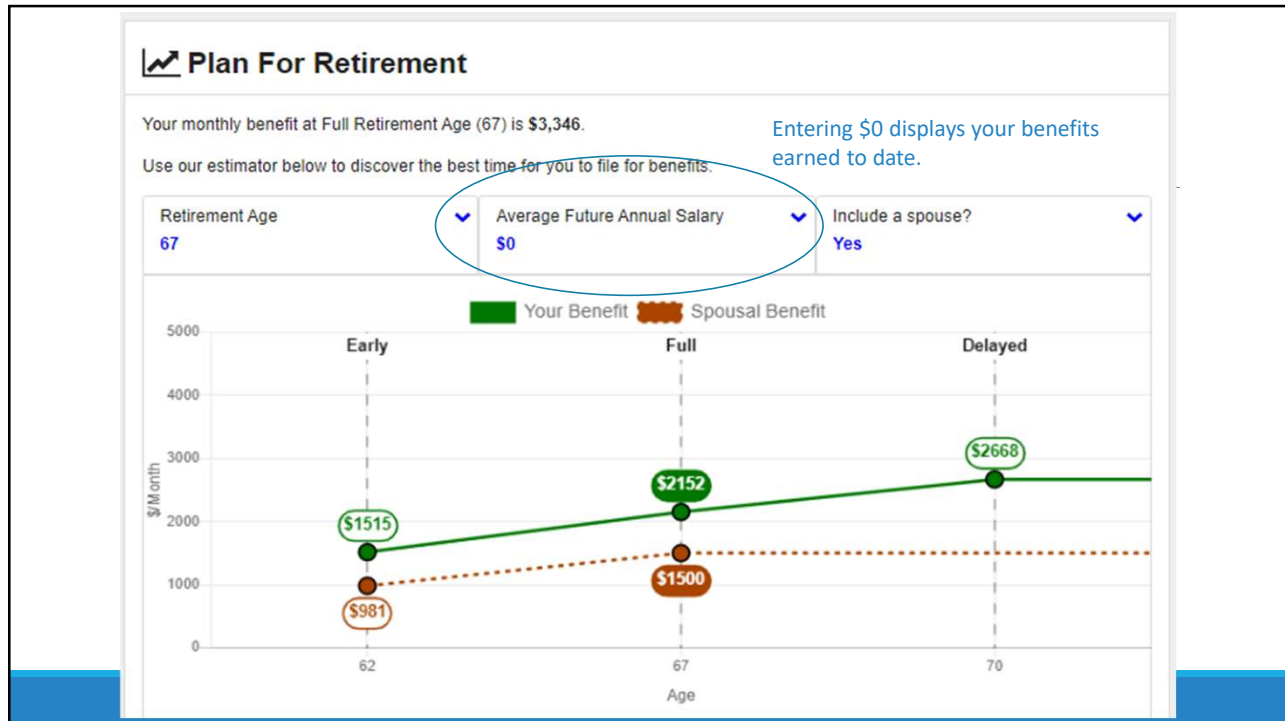 Plan For Retirement
Your monthly benefit at Full Retirement Age (67) is $3,346.
Entering $0 displays your benefits
earned to date.
Use our estimator below to discover the best time for you to file for benefits.
Retirement Age
67
Average Future Annual Salary
$0
Include a spouse?
Yes
Your Benefit Spousal Benefit
5000
Early Full Delayed
4000
3000
$2668
$/Month
$2152
2000
$1515
$1500
1000
$981
0
62 67 70
Age